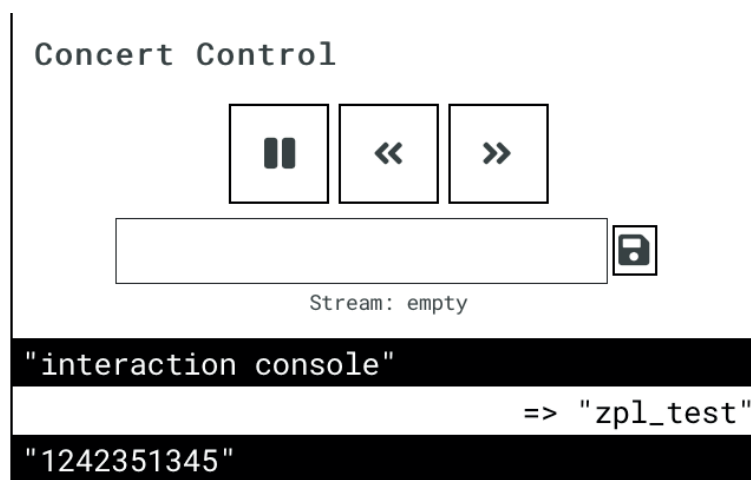 Concert Control
Stream: empty
"interaction console"
=> "zpl_test"
"1242351345"